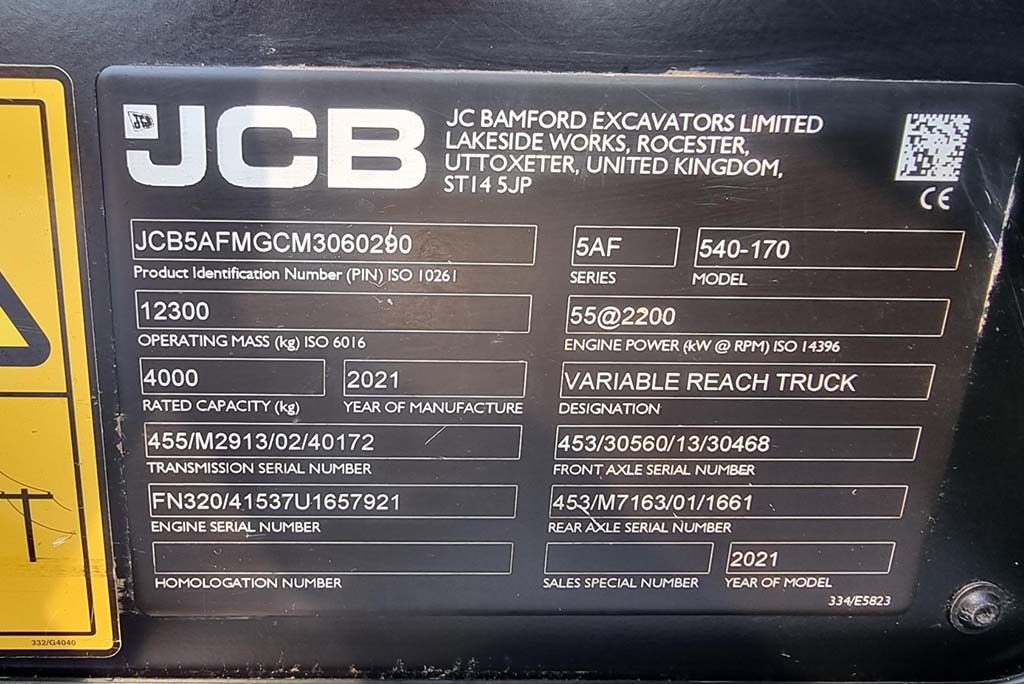 JCB
JC BAMFORD EXCAVATORS LIMITED
LAKESIDE WORKS, ROCESTER,
UTTOXETER, UNITED KINGDOM,
ST14 5JP
CE
JCB5AFMGCM3060290
Product Identification Number (PIN) ISO 10261
5AF
SERIES
540-170
MODEL
12300
OPERATING MASS (kg) ISO 6016
55@2200
ENGINE POWER (kW @ RPM) ISO 14396
4000
RATED CAPACITY (kg)
2021
YEAR OF MANUFACTURE
VARIABLE REACH TRUCK
DESIGNATION
455/M2913/02/40172
TRANSMISSION SERIAL NUMBER
453/30560/13/30468
FRONT AXLE SERIAL NUMBER
FN320/41537U1657921
ENGINE SERIAL NUMBER
453/M7163/01/1661
REAR AXLE SERIAL NUMBER
HOMOLOGATION NUMBER
SALES SPECIAL NUMBER
2021
YEAR OF MODEL
334/E5823
332/G4040